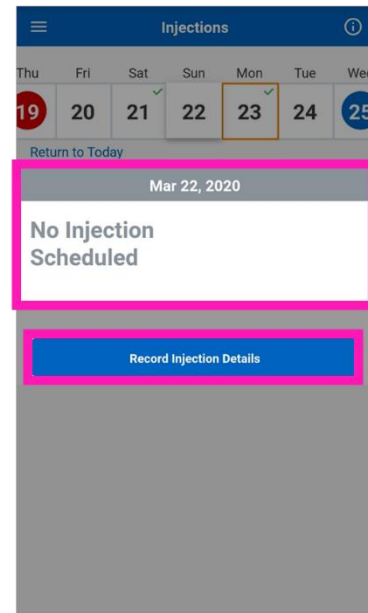 Injections
Thu Fri Sat Sun Mon Tue Wed
19 20 21 22 23 24 25
Return to Today
Mar 22, 2020
No Injection
Scheduled
Record Injection Details